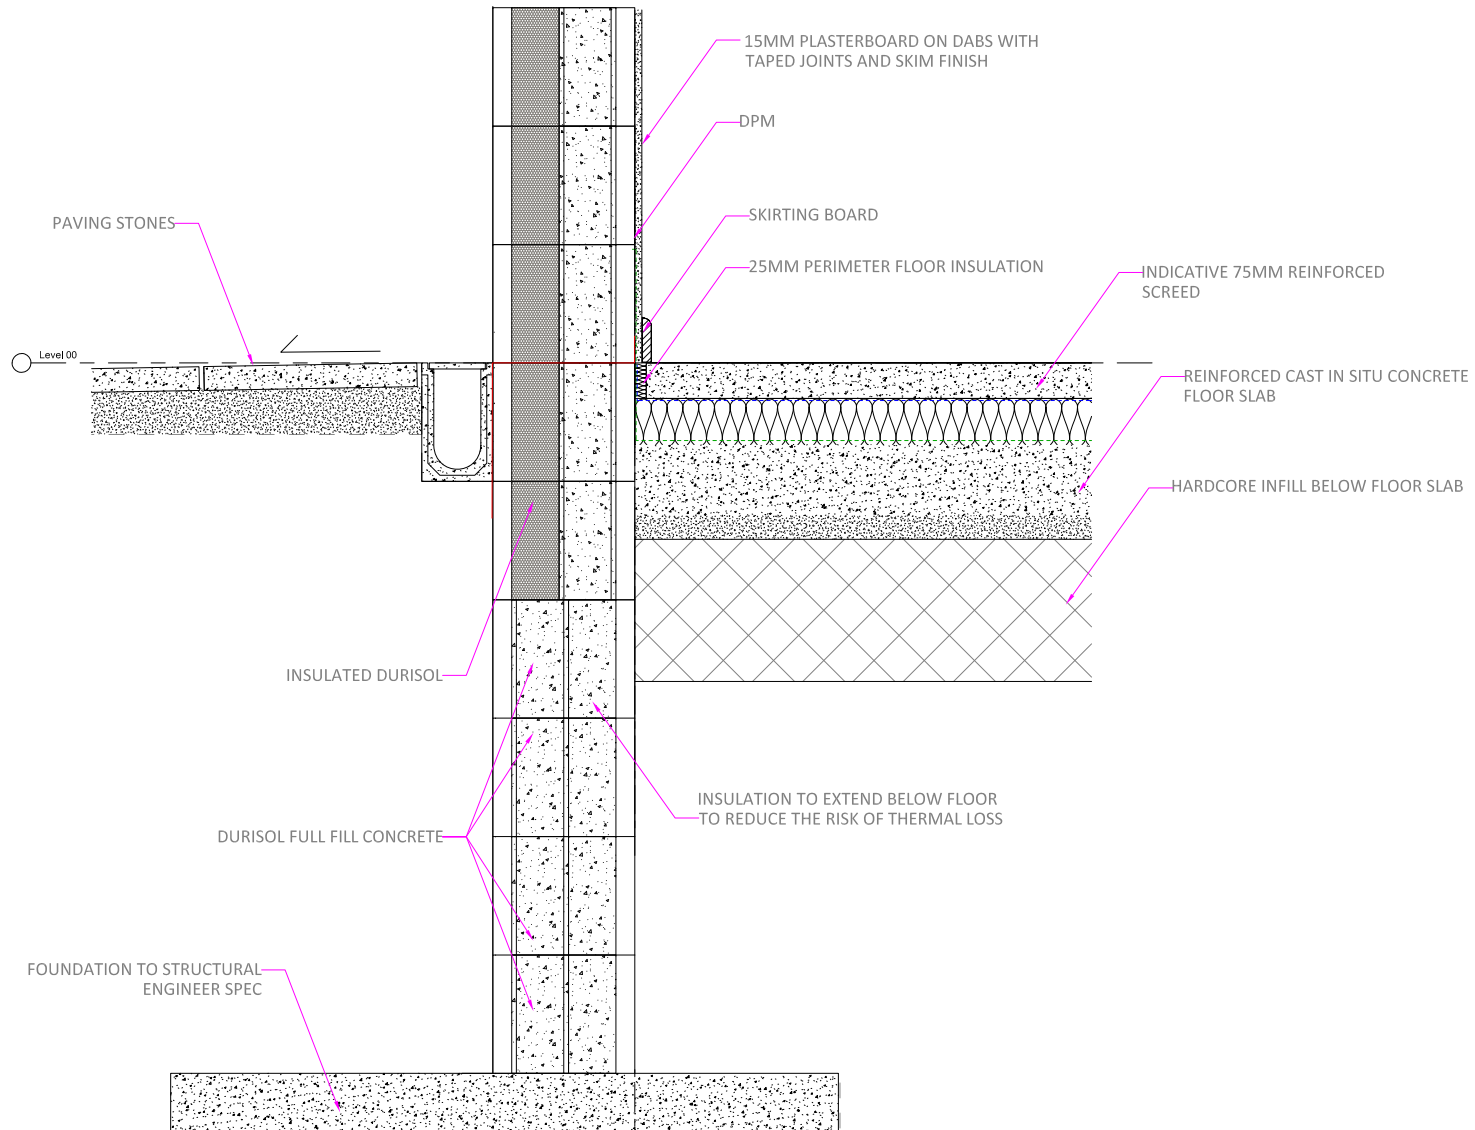 15MM PLASTERBOARD ON DABS WITH
TAPED JOINTS AND SKIM FINISH
DPM
PAVING STONES
SKIRTING BOARD
25MM PERIMETER FLOOR INSULATION
INDICATIVE 75MM REINFORCED
SCREED
Level 00
REINFORCED CAST IN SITU CONCRETE
FLOOR SLAB
HARDCORE INFILL BELOW FLOOR SLAB
INSULATED DURISOL
INSULATION TO EXTEND BELOW FLOOR
TO REDUCE THE RISK OF THERMAL LOSS
DURISOL FULL FILL CONCRETE
FOUNDATION TO STRUCTURAL
ENGINEER SPEC